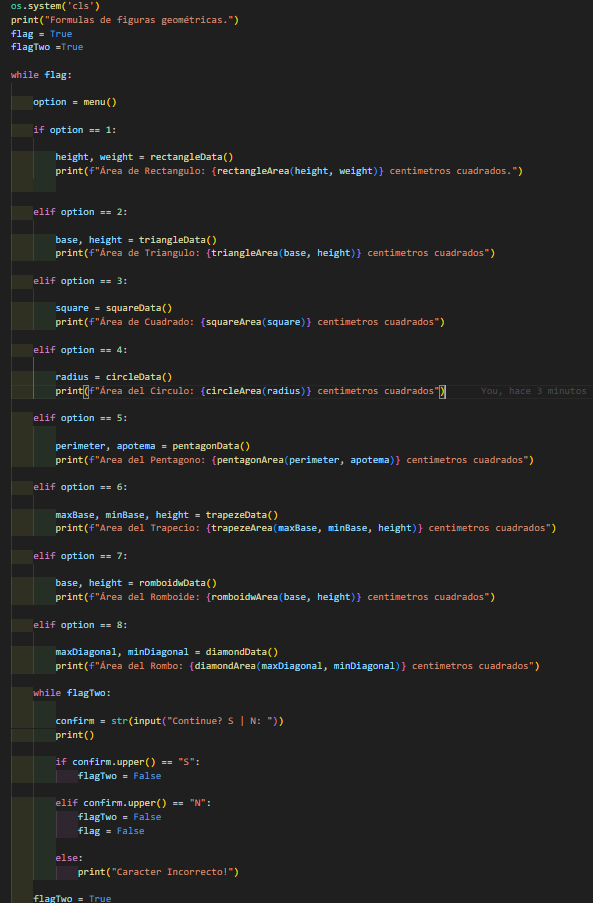 os.system('cls')
print("Formulas de figuras geométricas.")
flag = True
flagTwo =True
while flag:
option = menu()
if option == 1:
height, weight = rectangleData()
print(f"Área de Rectangulo: {rectangleArea(height, weight)} centimetros cuadrados.")
elif option == 2:
base, height = triangleData()
print(f"Área de Triangulo: {triangleArea(base, height)} centimetros cuadrados")
elif option == 3:
square = squareData()
print(f"Área de Cuadrado: {squareArea(square)} centimetros cuadrados")
elif option == 4:
radius = circleData()
print(f"Área del Circulo: {circleArea(radius)} centimetros cuadrados") You, hace 3 minutos
elif option == 5:
perimeter, apotema = pentagonData()
print(f"Area del Pentagono: {pentagonArea(perimeter, apotema)} centimetros cuadrados")
elif option == 6:
maxBase, minBase, height = trapezeData()
print(f"Area del Trapecio: {trapezeArea(maxBase, minBase, height)} centimetros cuadrados")
elif option == 7:
base, height = romboidwData()
print(f"Área del Romboide: {romboidwArea(base, height)} centimetros cuadrados")
elif option == 8:
maxDiagonal, minDiagonal = diamondData()
print(f"Área del Rombo: {diamondArea(maxDiagonal, minDiagonal)} centimetros cuadrados")
while flagTwo:
confirm = str(input("Continue? S | N: "))
print()
if confirm.upper() == "S":
flagTwo = False
elif confirm.upper() == "N":
flagTwo = False
flag = False
else:
print("Caracter Incorrecto!")
flagTwo = True